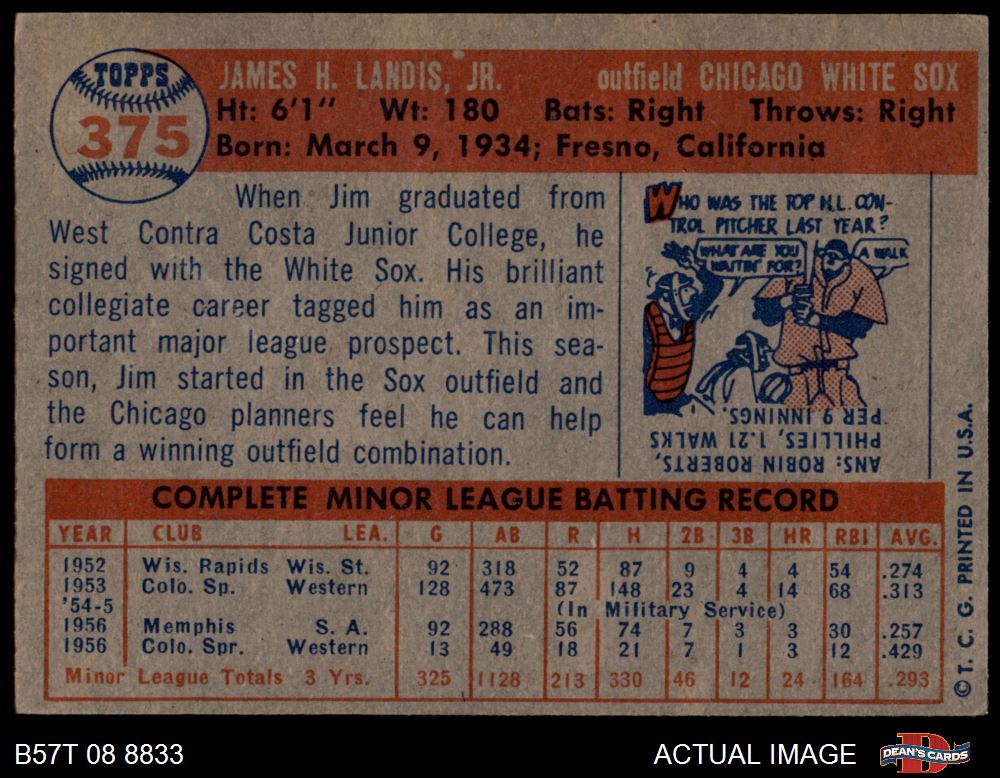 TOPPS
375
JAMES H. LANDIS, JR. outfield CHICAGO WHITE SOX
Ht: 6'1" Wt: 180 Bats: Right Throws: Right
Born: March 9, 1934; Fresno, California
When Jim graduated from
West Contra Costa Junior College, he
signed with the White Sox. His brilliant
collegiate career tagged him as an im-
portant major league prospect. This sea-
son, Jim started in the Sox outfield and
the Chicago planners feel he can help
form a winning outfield combination.
WHO WAS THE TOP N.L. CON-
TROL PITCHER LAST YEAR?
WHAT ARE YOU
WAITIN' FOR?
A WALK
ANS: ROBIN ROBERTS,
PHILLIES, 1.21 WALKS
PER 9 INNINGS.
COMPLETE MINOR LEAGUE BATTING RECORD
YEAR CLUB LEA. G AB R H 2B 3B HR RBI AVG.
1952 Wis. Rapids Wis. St. 92 318 52 87 9 4 4 54 .274
1953 Colo. Sp. Western 128 473 87 148 23 4 14 68 .313
'54-5 (In Military Service)
1956 Memphis S. A. 92 288 56 74 7 3 3 30 .257
1956 Colo. Spr. Western 13 49 18 21 7 1 3 12 .429
Minor League Totals 3 Yrs. 325 1128 213 330 46 12 24 164 .293
© T. C. G. PRINTED IN U.S.A.
B57T 08 8833 ACTUAL IMAGE
DEAN'S CARDS